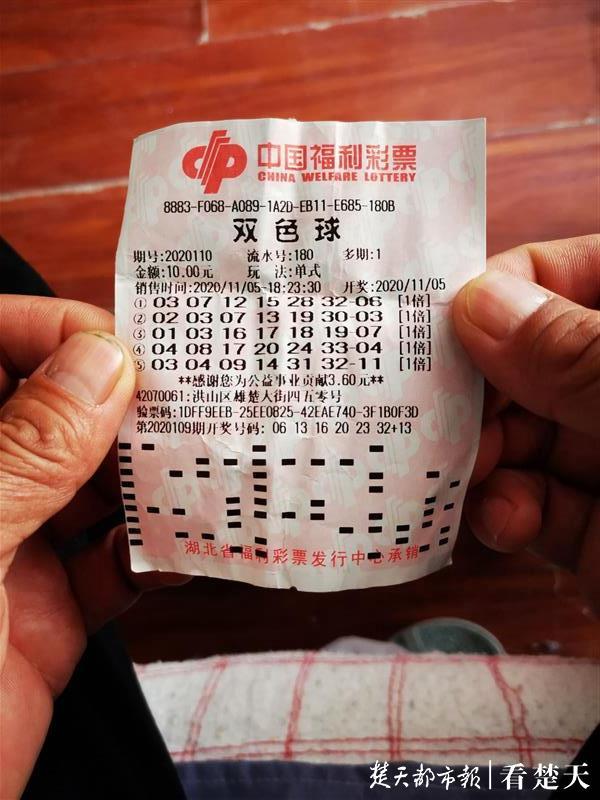 中国福利彩票
CHINA WELFARE LOTTERY
8883-F068-A089-1A2D-EB11-E685-180B
双色球
期号:2020110 流水号:180 多期:1
金额:10.00元 玩 法:单式
销售时间:2020/11/05-18:23:30 开奖:2020/11/05
① 03 07 12 15 28 32-06 [1倍]
② 02 03 07 13 19 30-03 [1倍]
③ 01 03 16 17 18 19-07 [1倍]
④ 04 08 17 20 24 33-04 [1倍]
⑤ 03 04 09 14 31 32-11 [1倍]
**感谢您为公益事业贡献3.60元**
42070061:洪山区雄楚大街四五零号
验票码:1DFF9EEB-25EE0825-42EAE740-3F1B0F3D
第2020109期开奖号码: 06 13 16 20 23 32+13
湖北省福利彩票发行中心承销
楚天都市报|看楚天